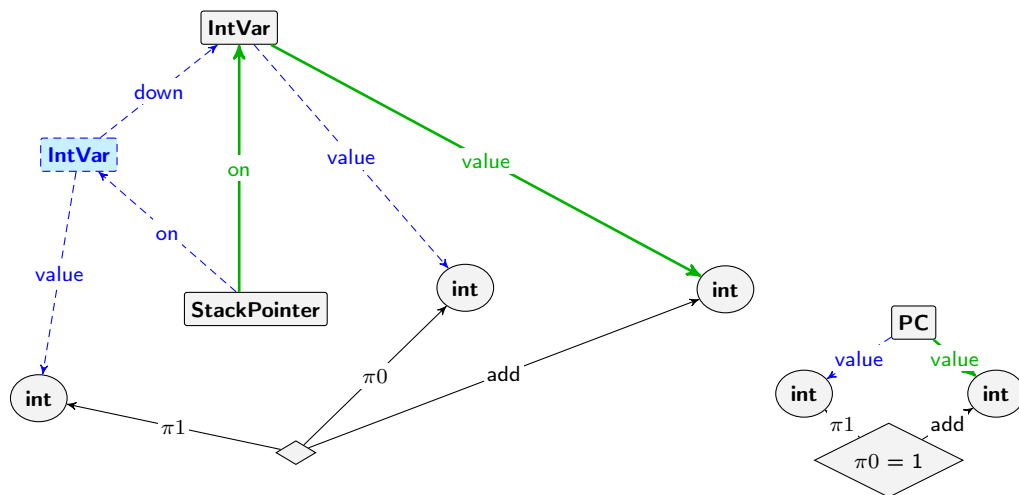 IntVar
down
IntVar
value
value
on
on
value
int
int
StackPointer
PC
value
value
π0
add
int
int
int
π1
π1
add
π0 = 1